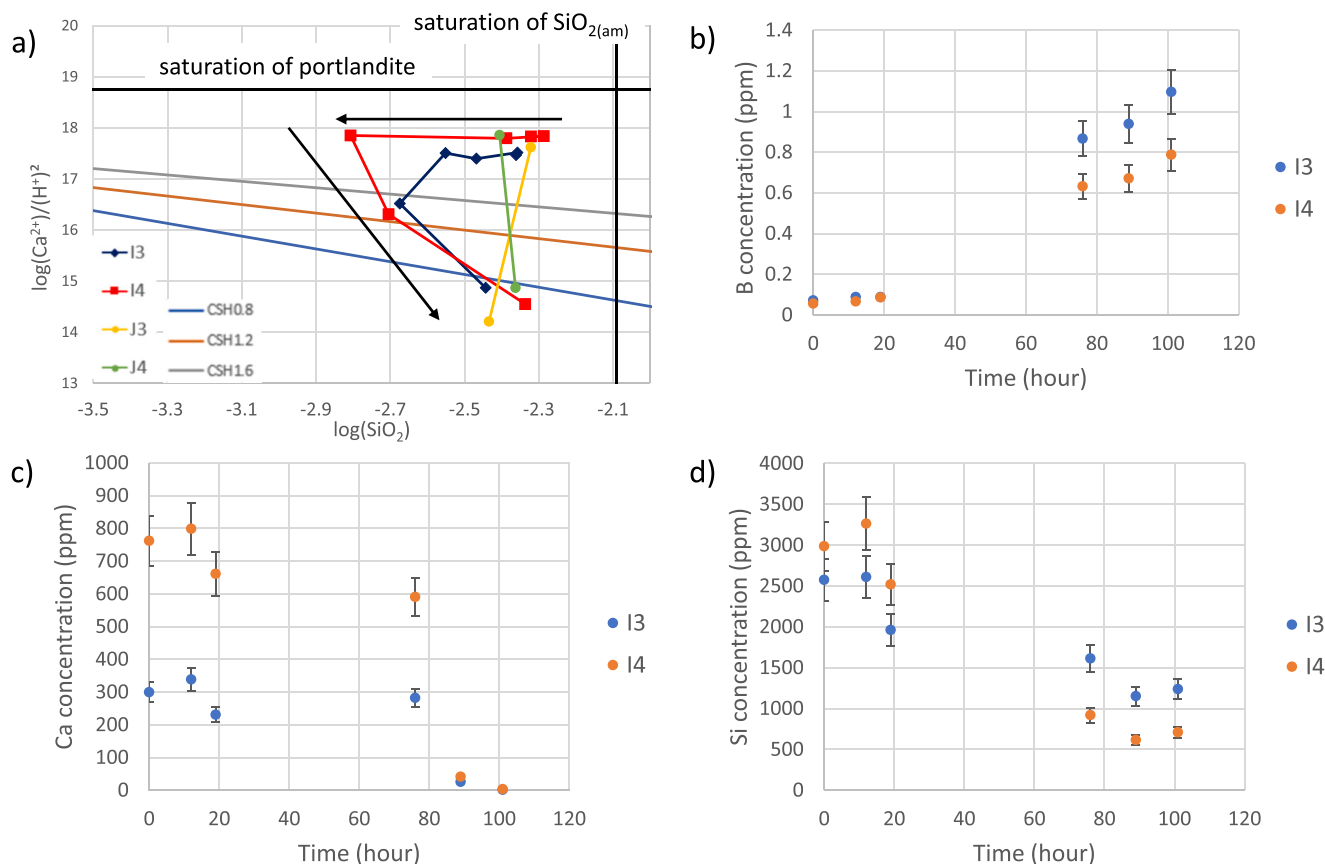 a)
saturation of SiO2(am)
saturation of portlandite
20
19
18
17
16
15
14
13
log(Ca²⁺)/(H⁺)²
I3
I4
J3
J4
CSH0.8
CSH1.2
CSH1.6
-3.5 -3.3 -3.1 -2.9 -2.7 -2.5 -2.3 -2.1
log(SiO2)
b)
1.4
1.2
1
0.8
0.6
0.4
0.2
0
B concentration (ppm)
0 20 40 60 80 100 120
Time (hour)
I3
I4
c)
1000
900
800
700
600
500
400
300
200
100
0
Ca concentration (ppm)
0 20 40 60 80 100 120
Time (hour)
I3
I4
d)
4000
3500
3000
2500
2000
1500
1000
500
0
Si concentration (ppm)
0 20 40 60 80 100 120
Time (hour)
I3
I4